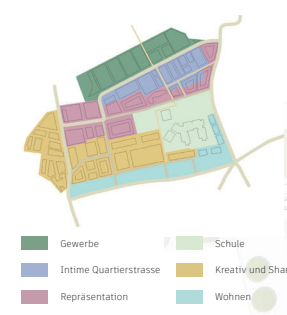 Gewerbe
Schule
Intime Quartierstrasse
Kreativ und Shar
Repräsentation
Wohnen